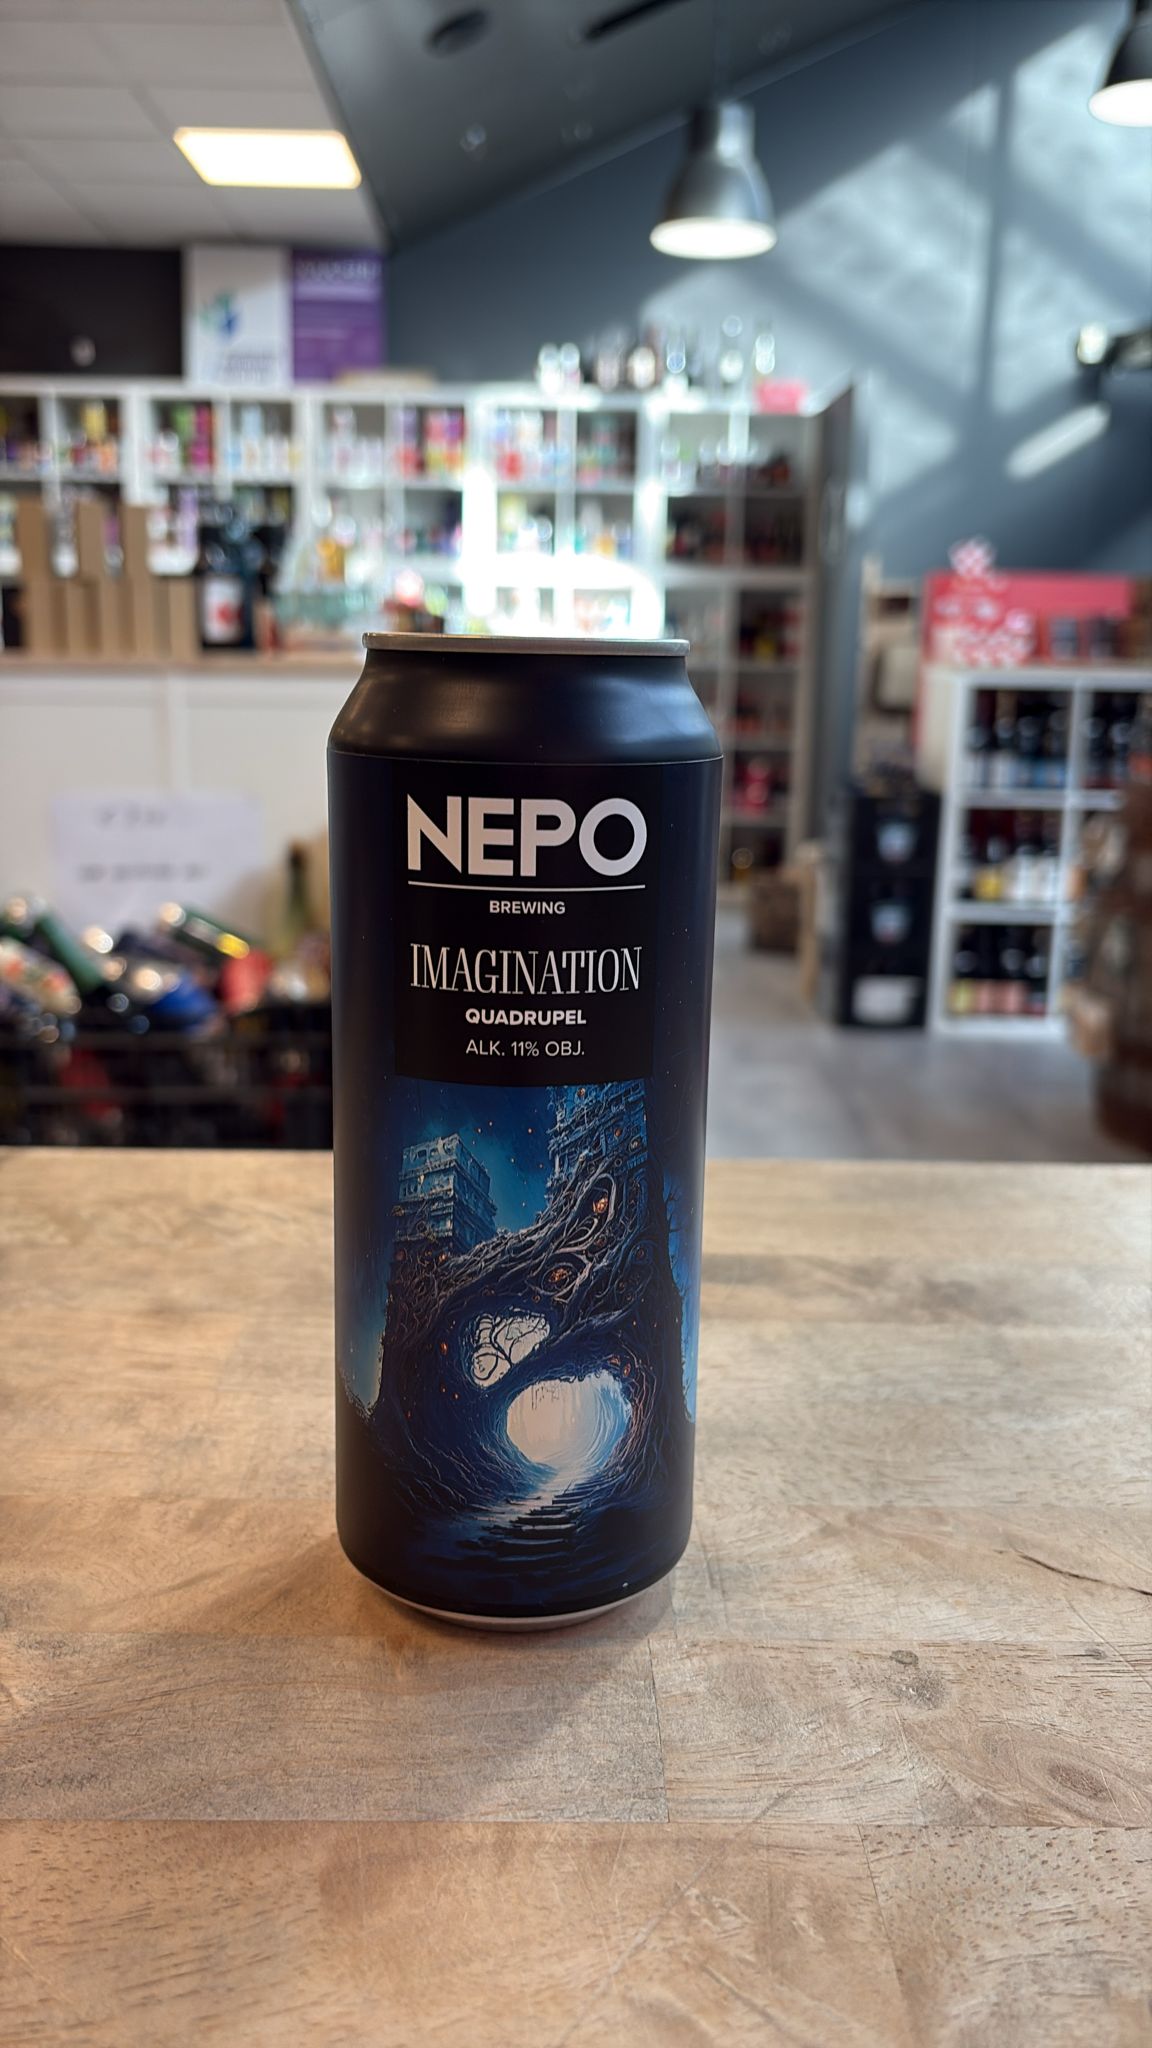 NEPO
BREWING
IMAGINATION
QUADRUPEL
ALK. 11% OBJ.